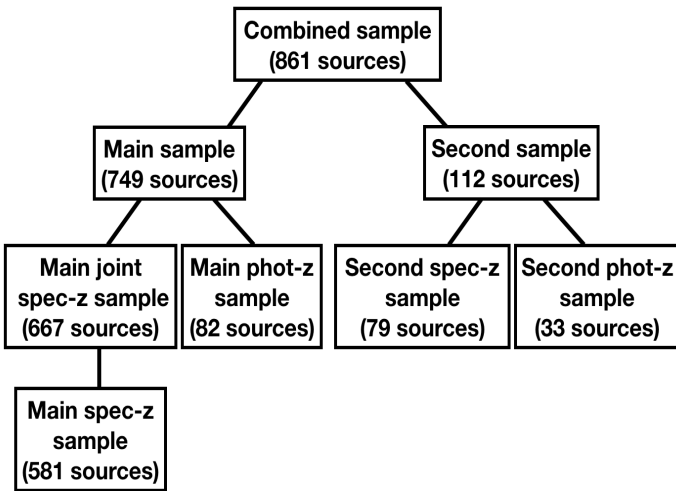 Combined sample
(861 sources)
Main sample
(749 sources)
Second sample
(112 sources)
Main joint
spec-z sample
(667 sources)
Main phot-z
sample
(82 sources)
Second spec-z
sample
(79 sources)
Second phot-z
sample
(33 sources)
Main spec-z
sample
(581 sources)